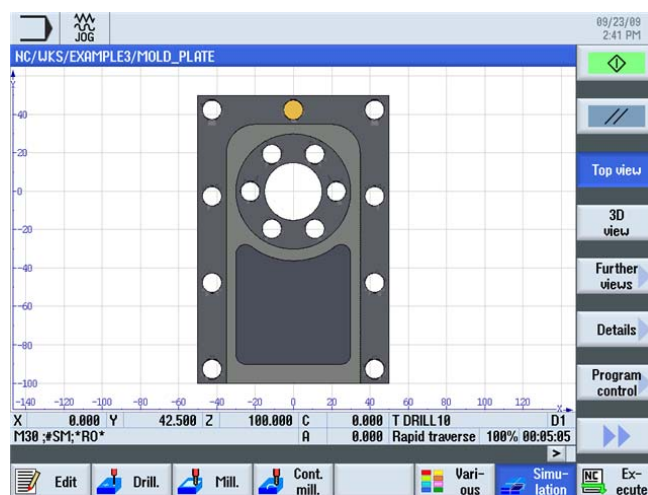 JOG
09/23/09
2:41 PM
NC/WKS/EXAMPLE3/MOLD_PLATE
Y
-40
-20
-0
--20
--40
--60
--80
--100
-140 -120 -100 -80 -60 -40 -20 0 20 40 60 80 100 120 X
X 0.000 Y 42.500 Z 100.000 C 0.000 T DRILL10 D1
M30 ;#SM;*RO* A 0.000 Rapid traverse 100% 00:05:05
>
Top view
3D
view
Further
views
Details
Program
control
Edit
Drill.
Mill.
Cont.
mill.
Vari-
ous
Simu-
lation
NC
Ex-
ecute